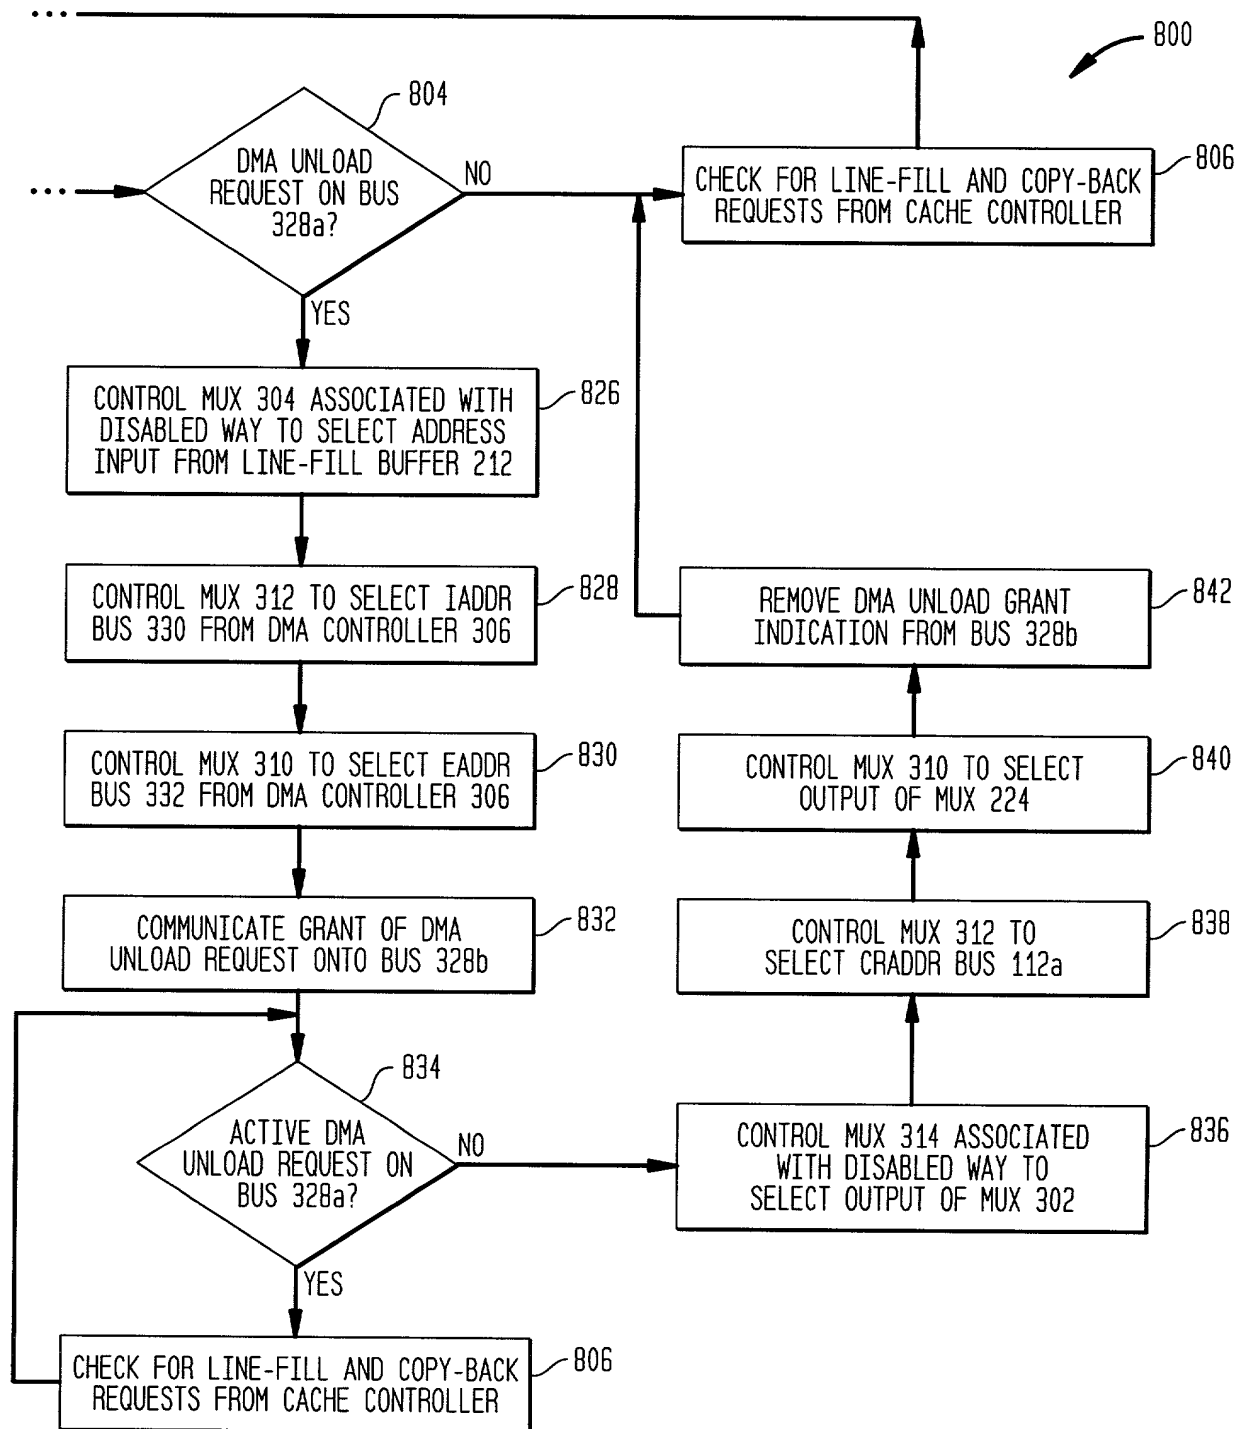 ...
800
804
DMA UNLOAD
REQUEST ON BUS
328a?
NO
YES
...
806
CHECK FOR LINE-FILL AND COPY-BACK
REQUESTS FROM CACHE CONTROLLER
826
CONTROL MUX 304 ASSOCIATED WITH
DISABLED WAY TO SELECT ADDRESS
INPUT FROM LINE-FILL BUFFER 212
828
CONTROL MUX 312 TO SELECT IADDR
BUS 330 FROM DMA CONTROLLER 306
830
CONTROL MUX 310 TO SELECT EADDR
BUS 332 FROM DMA CONTROLLER 306
832
COMMUNICATE GRANT OF DMA
UNLOAD REQUEST ONTO BUS 328b
834
ACTIVE DMA
UNLOAD REQUEST ON
BUS 328a?
NO
YES
806
CHECK FOR LINE-FILL AND COPY-BACK
REQUESTS FROM CACHE CONTROLLER
836
CONTROL MUX 314 ASSOCIATED
WITH DISABLED WAY TO
SELECT OUTPUT OF MUX 302
838
CONTROL MUX 312 TO
SELECT CRADDR BUS 112a
840
CONTROL MUX 310 TO SELECT
OUTPUT OF MUX 224
842
REMOVE DMA UNLOAD GRANT
INDICATION FROM BUS 328b